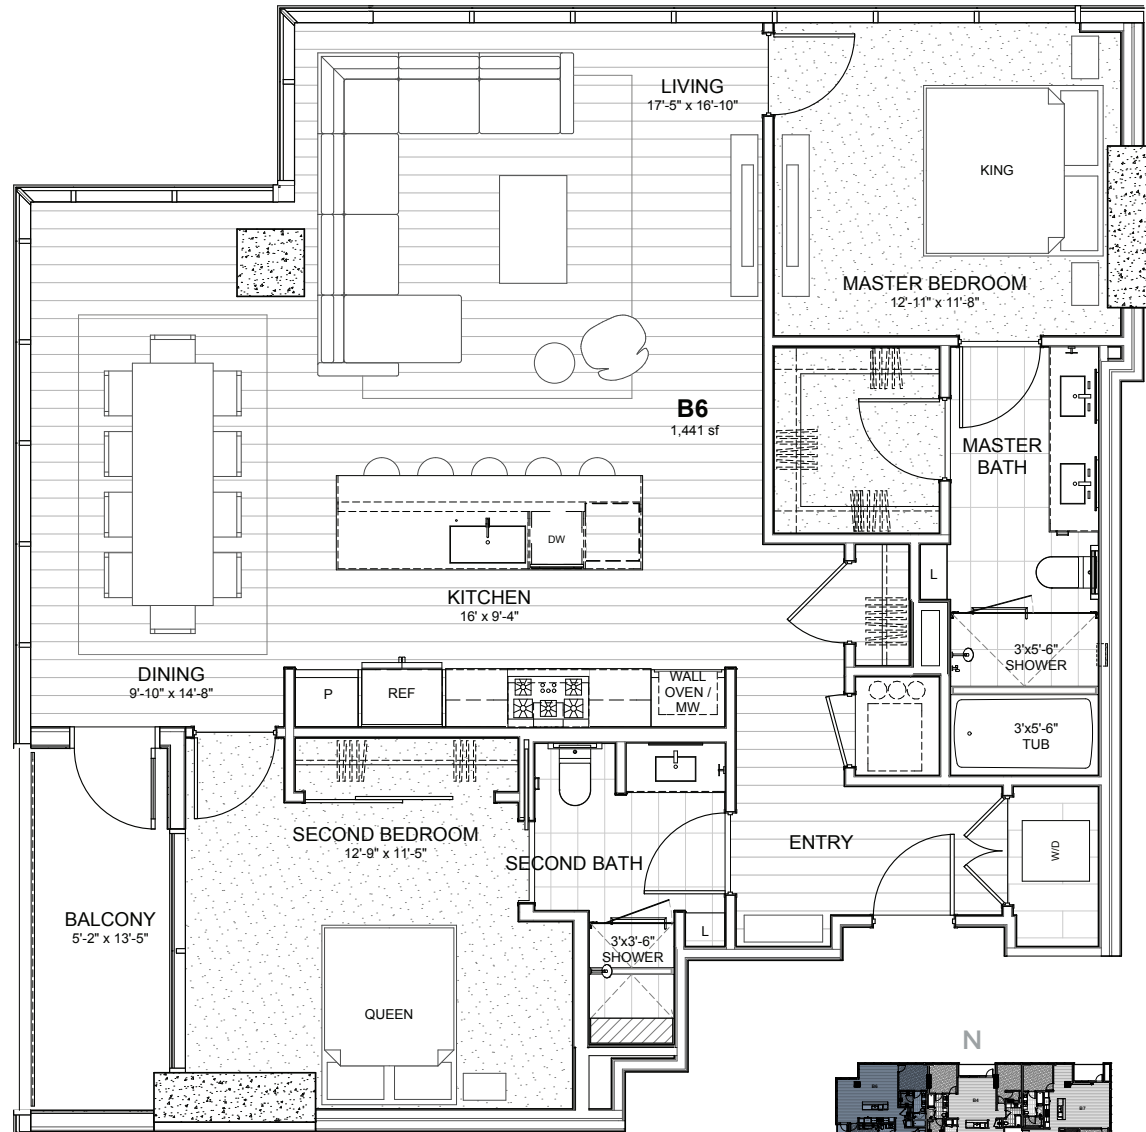 LIVING
17'-5" x 16'-10"
KING
MASTER BEDROOM
12'-11" x 11'-8"
B6
1,441 sf
MASTER
BATH
DW
L
KITCHEN
16' x 9'-4"
3'x5'-6"
SHOWER
DINING
9'-10" x 14'-8"
P
REF
WALL
OVEN /
MW
3'x5'-6"
TUB
SECOND BEDROOM
12'-9" x 11'-5"
SECOND BATH
ENTRY
W/D
BALCONY
5'-2" x 13'-5"
L
3'x3'-6"
SHOWER
QUEEN
N
B4
B7